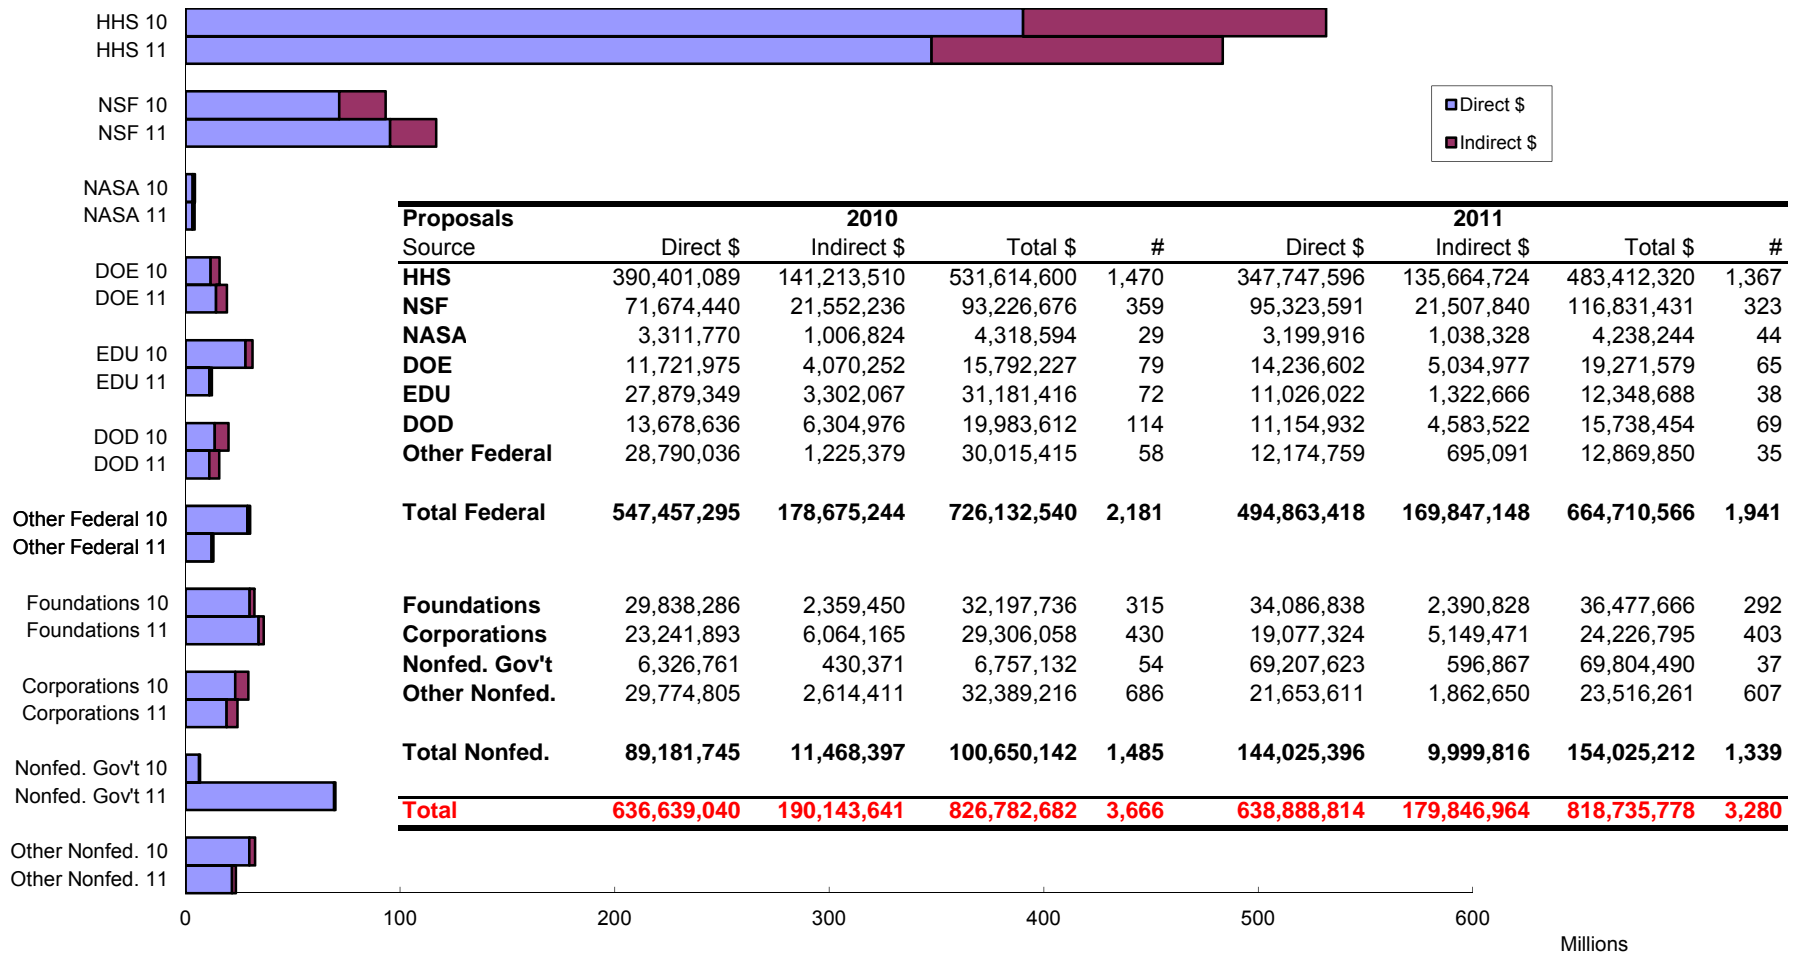 HHS 10
HHS 11
NSF 10
NSF 11
NASA 10
NASA 11
DOE 10
DOE 11
EDU 10
EDU 11
DOD 10
DOD 11
Other Federal 10
Other Federal 11
Foundations 10
Foundations 11
Corporations 10
Corporations 11
Nonfed. Gov't 10
Nonfed. Gov't 11
Other Nonfed. 10
Other Nonfed. 11
Direct $
Indirect $
Proposals 2010 2011
Source Direct $ Indirect $ Total $ # Direct $ Indirect $ Total $ #
HHS 390,401,089 141,213,510 531,614,600 1,470 347,747,596 135,664,724 483,412,320 1,367
NSF 71,674,440 21,552,236 93,226,676 359 95,323,591 21,507,840 116,831,431 323
NASA 3,311,770 1,006,824 4,318,594 29 3,199,916 1,038,328 4,238,244 44
DOE 11,721,975 4,070,252 15,792,227 79 14,236,602 5,034,977 19,271,579 65
EDU 27,879,349 3,302,067 31,181,416 72 11,026,022 1,322,666 12,348,688 38
DOD 13,678,636 6,304,976 19,983,612 114 11,154,932 4,583,522 15,738,454 69
Other Federal 28,790,036 1,225,379 30,015,415 58 12,174,759 695,091 12,869,850 35
Total Federal 547,457,295 178,675,244 726,132,540 2,181 494,863,418 169,847,148 664,710,566 1,941
Foundations 29,838,286 2,359,450 32,197,736 315 34,086,838 2,390,828 36,477,666 292
Corporations 23,241,893 6,064,165 29,306,058 430 19,077,324 5,149,471 24,226,795 403
Nonfed. Gov't 6,326,761 430,371 6,757,132 54 69,207,623 596,867 69,804,490 37
Other Nonfed. 29,774,805 2,614,411 32,389,216 686 21,653,611 1,862,650 23,516,261 607
Total Nonfed. 89,181,745 11,468,397 100,650,142 1,485 144,025,396 9,999,816 154,025,212 1,339
Total 636,639,040 190,143,641 826,782,682 3,666 638,888,814 179,846,964 818,735,778 3,280
0 100 200 300 400 500 600
Millions